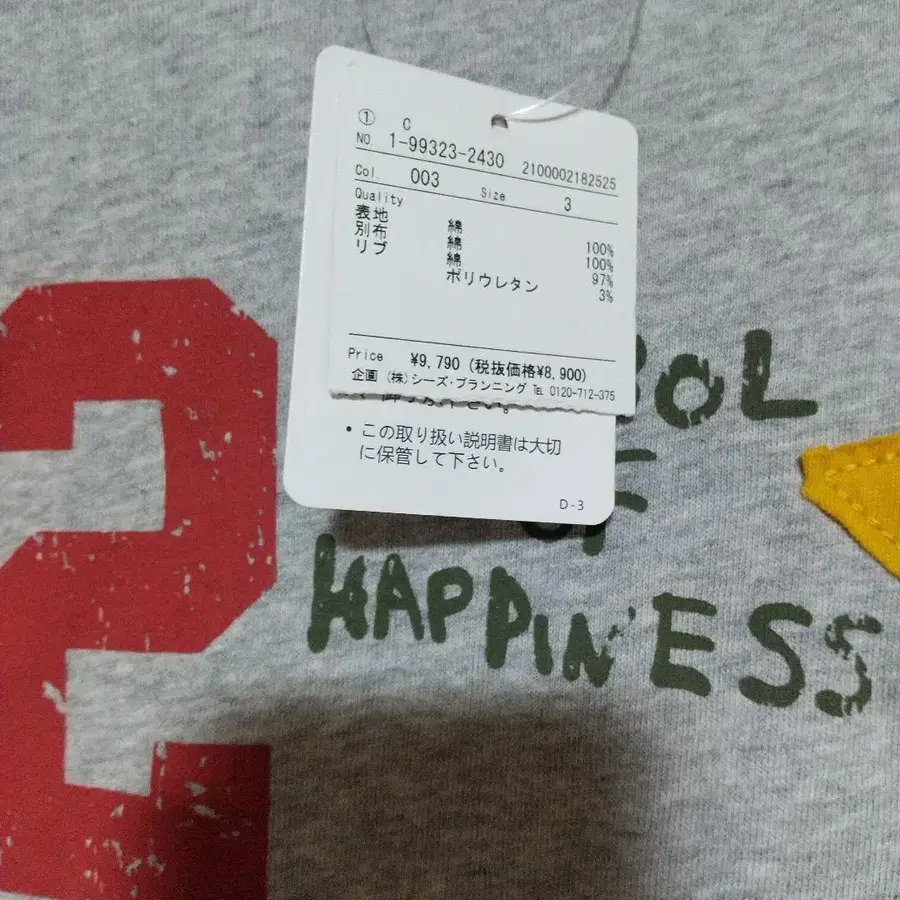 ① C
NO. 1-99323-2430 2100002182525
Col. 003 Size 3
Quality
表地 綿 100%
別布 綿 100%
リブ 綿 97%
ポリウレタン 3%
Price ¥9,790 (税抜価格¥8,900)
企画 (株)シーズ・プランニング TEL 0120-712-375
・この取り扱い説明書は大切
に保管して下さい。
D-3
2
BOL
OF
HAPPINESS